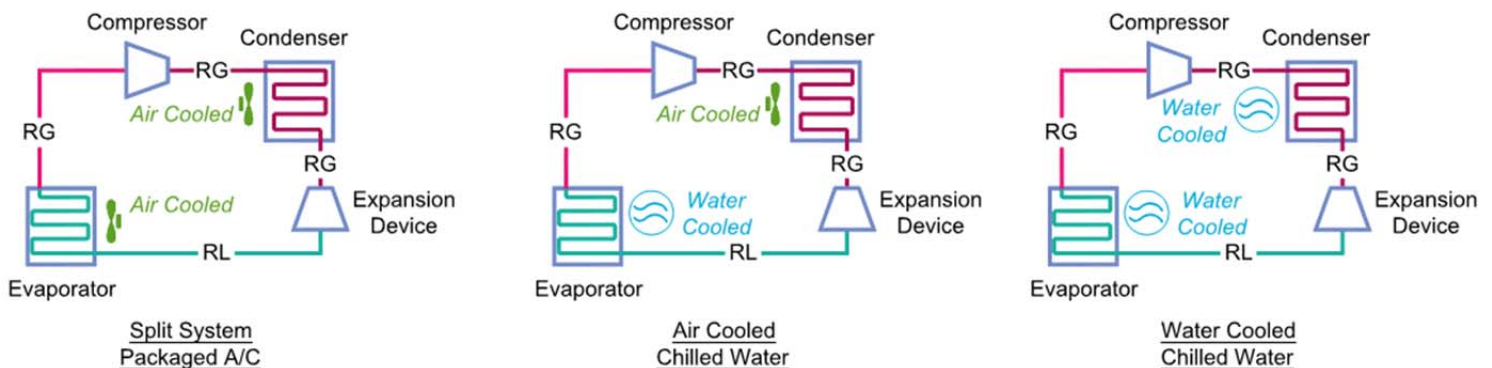 Compressor
Condenser
RG
Air Cooled
RG
RG
Air Cooled
Expansion
Device
RL
Evaporator
Split System
Packaged A/C
Compressor
Condenser
RG
Air Cooled
RG
RG
Water
Cooled
Expansion
Device
RL
Evaporator
Air Cooled
Chilled Water
Compressor
Condenser
RG
Water
Cooled
RG
RG
Water
Cooled
Expansion
Device
RL
Evaporator
Water Cooled
Chilled Water